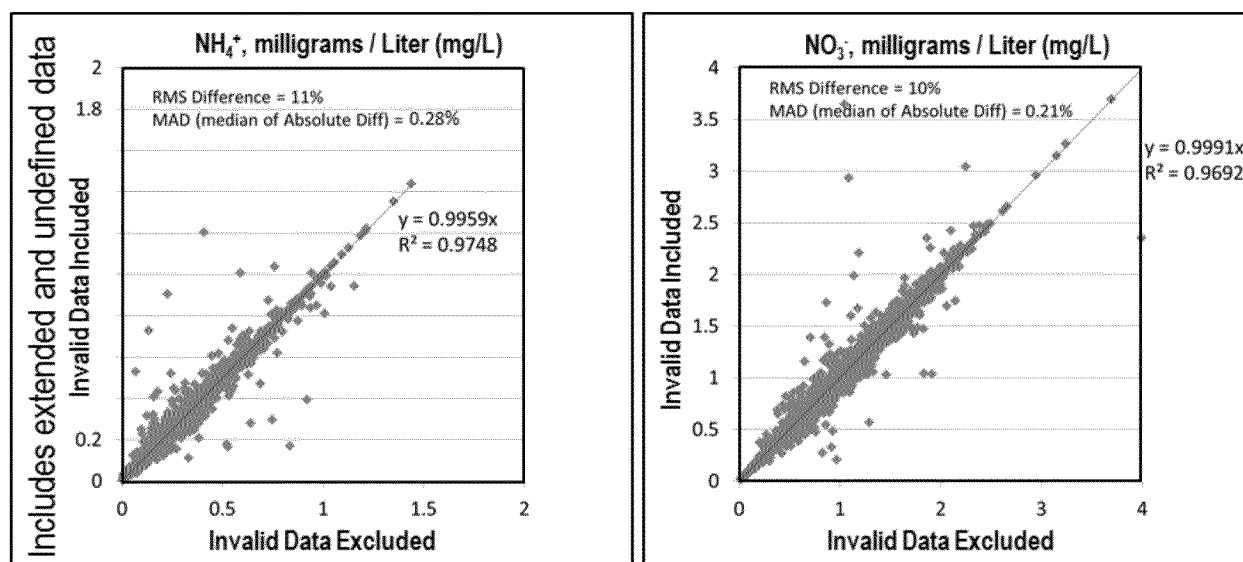 Includes extended and undefined data
NH₄⁺, milligrams / Liter (mg/L)
RMS Difference = 11%
MAD (median of Absolute Diff) = 0.28%
y = 0.9959x
R² = 0.9748
Invalid Data Included
2
1.8
0.2
0
0
0.5
1
1.5
2
Invalid Data Excluded
NO₃⁻, milligrams / Liter (mg/L)
RMS Difference = 10%
MAD (median of Absolute Diff) = 0.21%
y = 0.9991x
R² = 0.9692
Invalid Data Included
4
3.5
3
2.5
2
1.5
1
0.5
0
0
1
2
3
4
Invalid Data Excluded